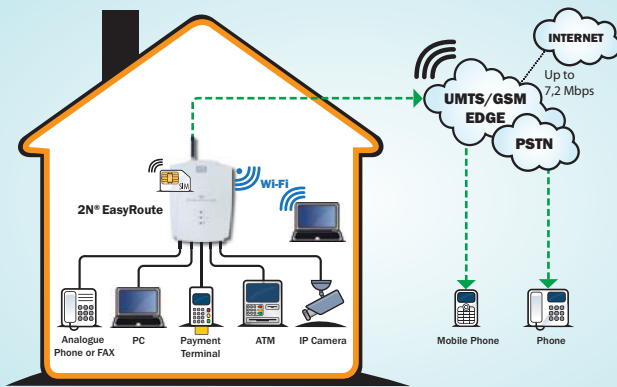 INTERNET
Up to
7,2 Mbps
UMTS/GSM
EDGE
PSTN
SIM
Wi-Fi
2N® EasyRoute
Analogue
Phone or FAX
PC
Payment
Terminal
ATM
IP Camera
Mobile Phone
Phone